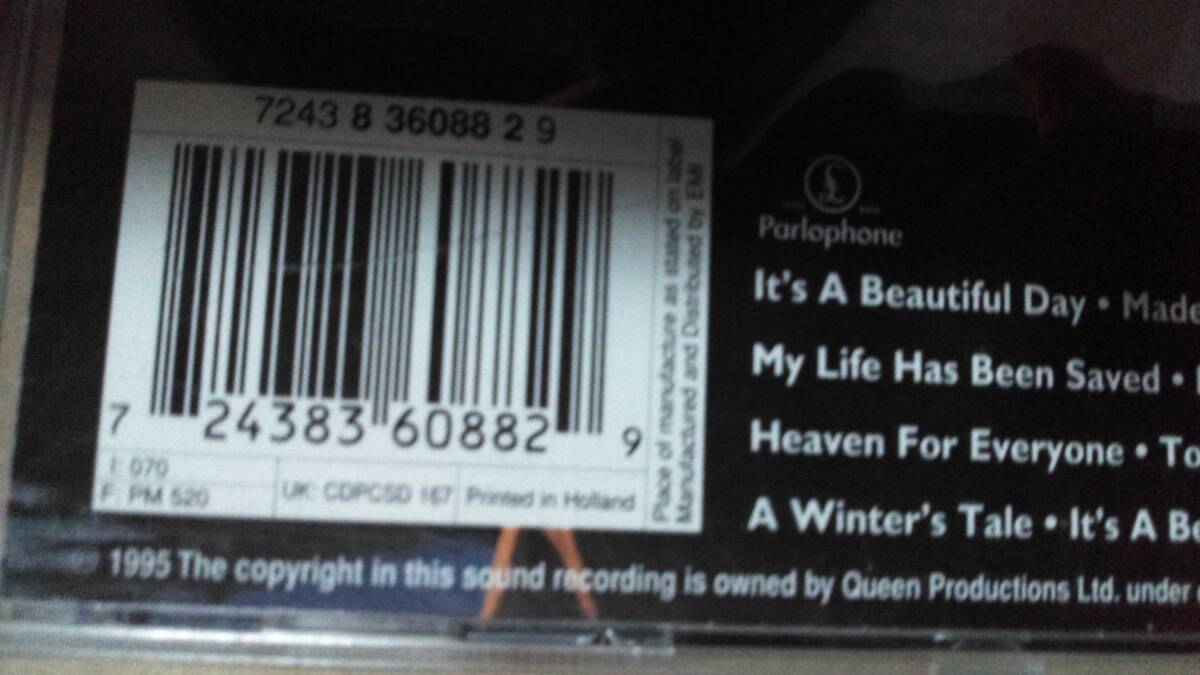 7243 8 36088 2 9
7 24383 60882 9
I: 070
F: PM 520
UK: CDPCSD 167
Printed in Holland
Place of manufacture as stated on label
Manufactured and Distributed by EMI
£
Parlophone
It's A Beautiful Day • Made
My Life Has Been Saved •
Heaven For Everyone • To
A Winter's Tale • It's A Be
1995 The copyright in this sound recording is owned by Queen Productions Ltd. under